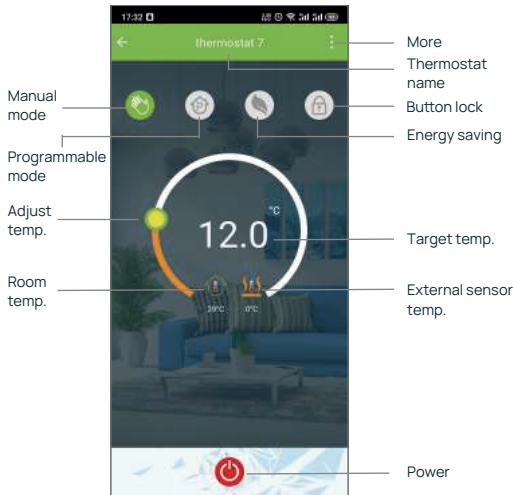 17:32
thermostat 7
More
Thermostat
name
Manual
mode
Button lock
Energy saving
Programmable
mode
Adjust
temp.
°C
12.0
Target temp.
Room
temp.
External sensor
temp.
39°C 0°C
Power